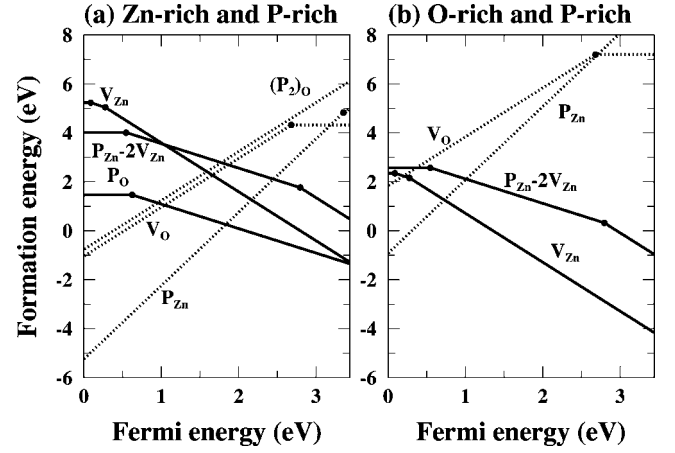 (a) Zn-rich and P-rich
(b) O-rich and P-rich
Formation energy (eV)
8
6
4
2
0
-2
-4
-6
0
1
2
3
Fermi energy (eV)
V_Zn
(P_2)_O
P_Zn-2V_Zn
P_O
V_O
P_Zn
8
6
4
2
0
-2
-4
-6
0
1
2
3
Fermi energy (eV)
V_O
P_Zn
P_Zn-2V_Zn
V_Zn